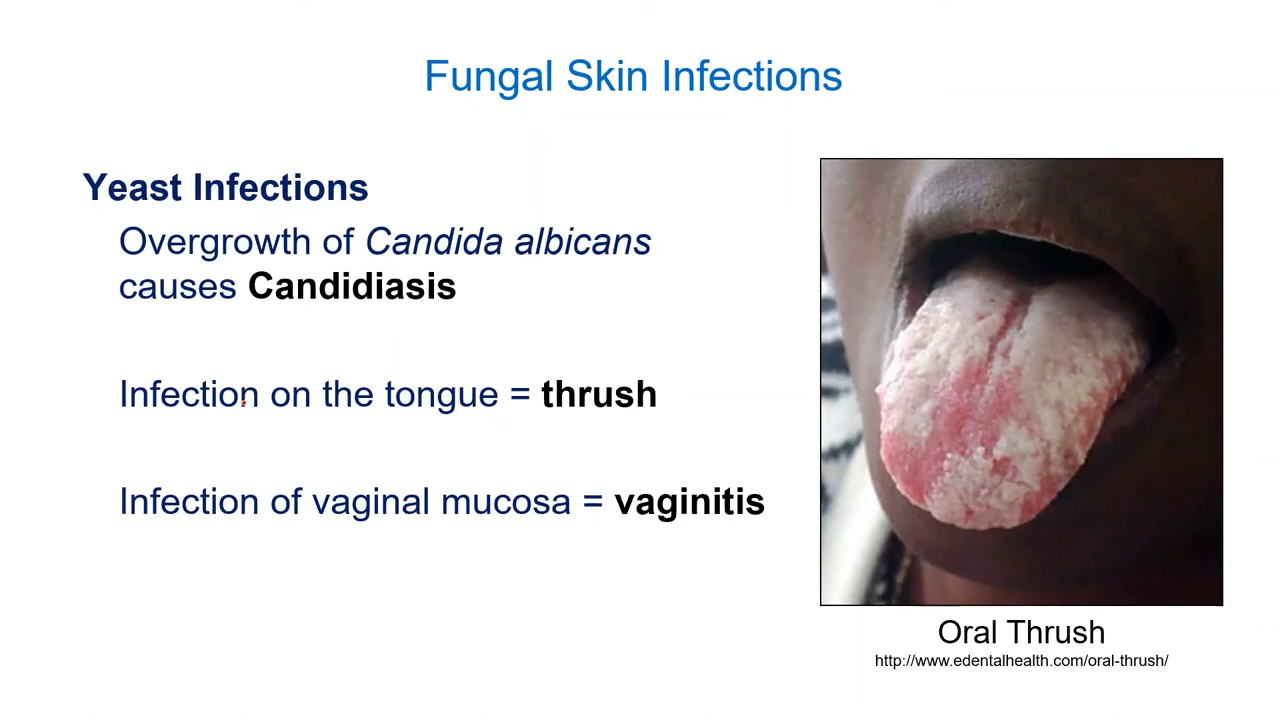 Fungal Skin Infections
Yeast Infections
Overgrowth of Candida albicans
causes Candidiasis
Infection on the tongue = thrush
Infection of vaginal mucosa = vaginitis
Oral Thrush
http://www.edentalhealth.com/oral-thrush/